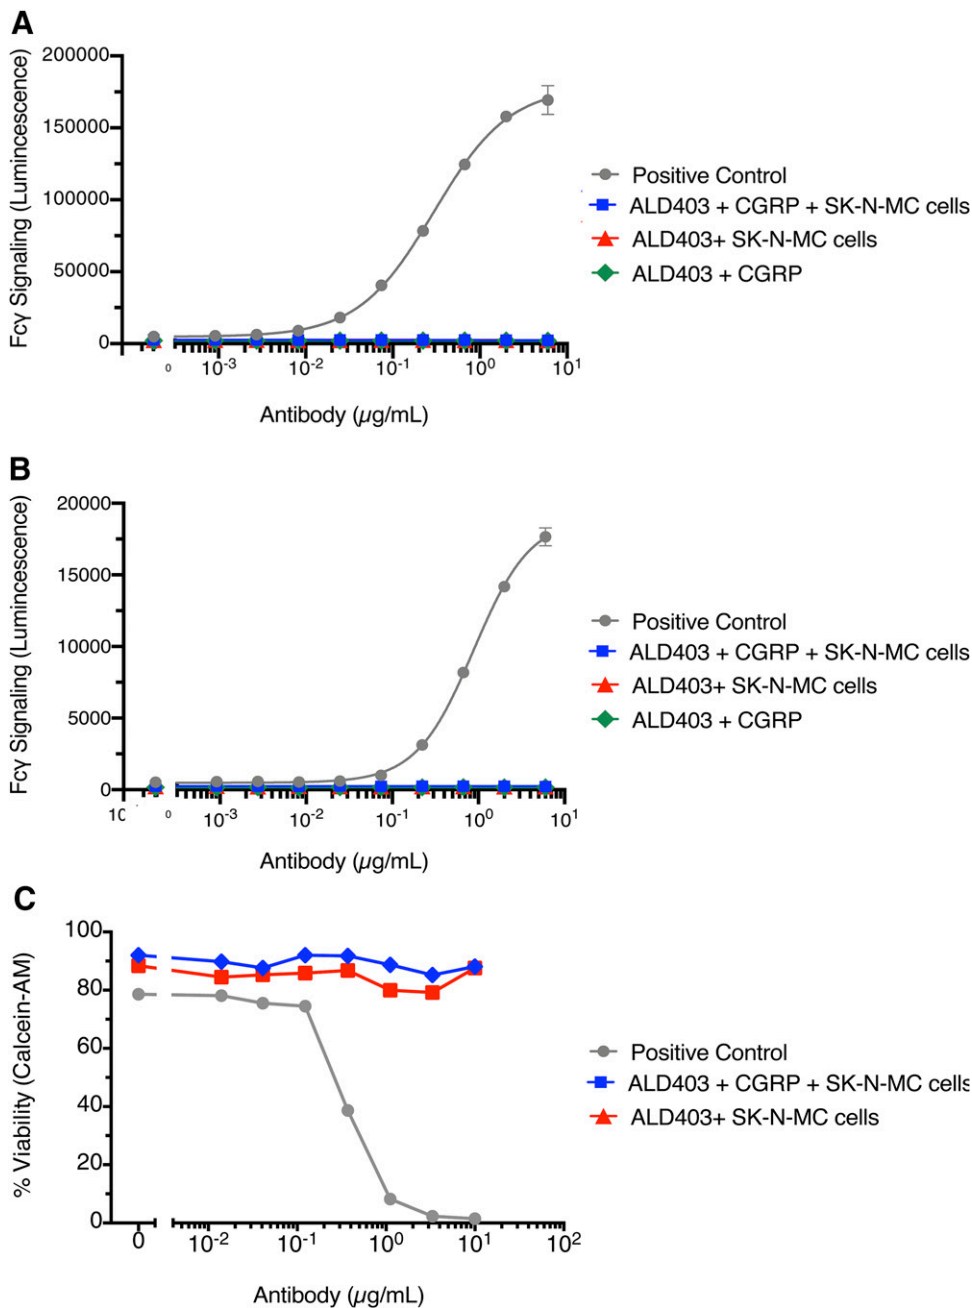 A
Fcγ Signaling (Lumincescence)
200000
150000
100000
50000
0
0
10-3
10-2
10-1
100
101
Antibody (µg/mL)
Positive Control
ALD403 + CGRP + SK-N-MC cells
ALD403+ SK-N-MC cells
ALD403 + CGRP
B
Fcγ Signaling (Lumincescence)
20000
15000
10000
5000
0
0
10-3
10-2
10-1
100
101
Antibody (µg/mL)
Positive Control
ALD403 + CGRP + SK-N-MC cells
ALD403+ SK-N-MC cells
ALD403 + CGRP
C
% Viability (Calcein-AM)
100
80
60
40
20
0
0
10-2
10-1
100
101
102
Antibody (µg/mL)
Positive Control
ALD403 + CGRP + SK-N-MC cells
ALD403+ SK-N-MC cells